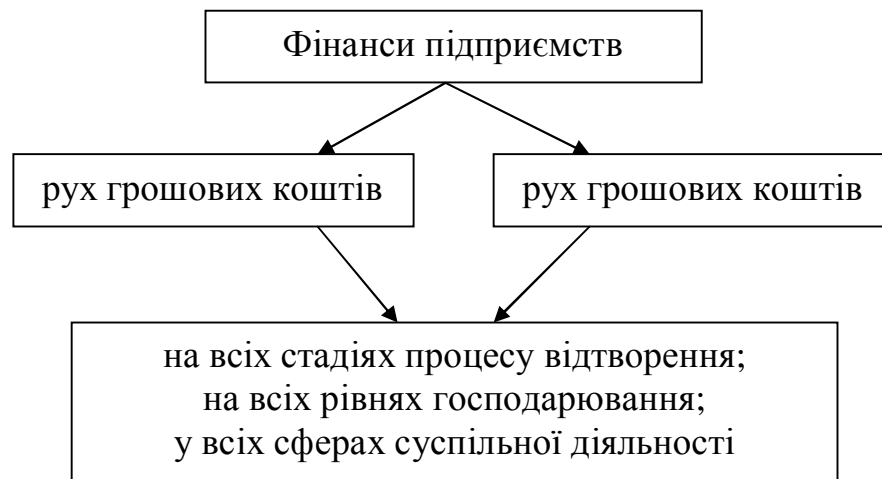 Фінанси підприємств
рух грошових коштів
рух грошових коштів
на всіх стадіях процесу відтворення;
на всіх рівнях господарювання;
у всіх сферах суспільної діяльності